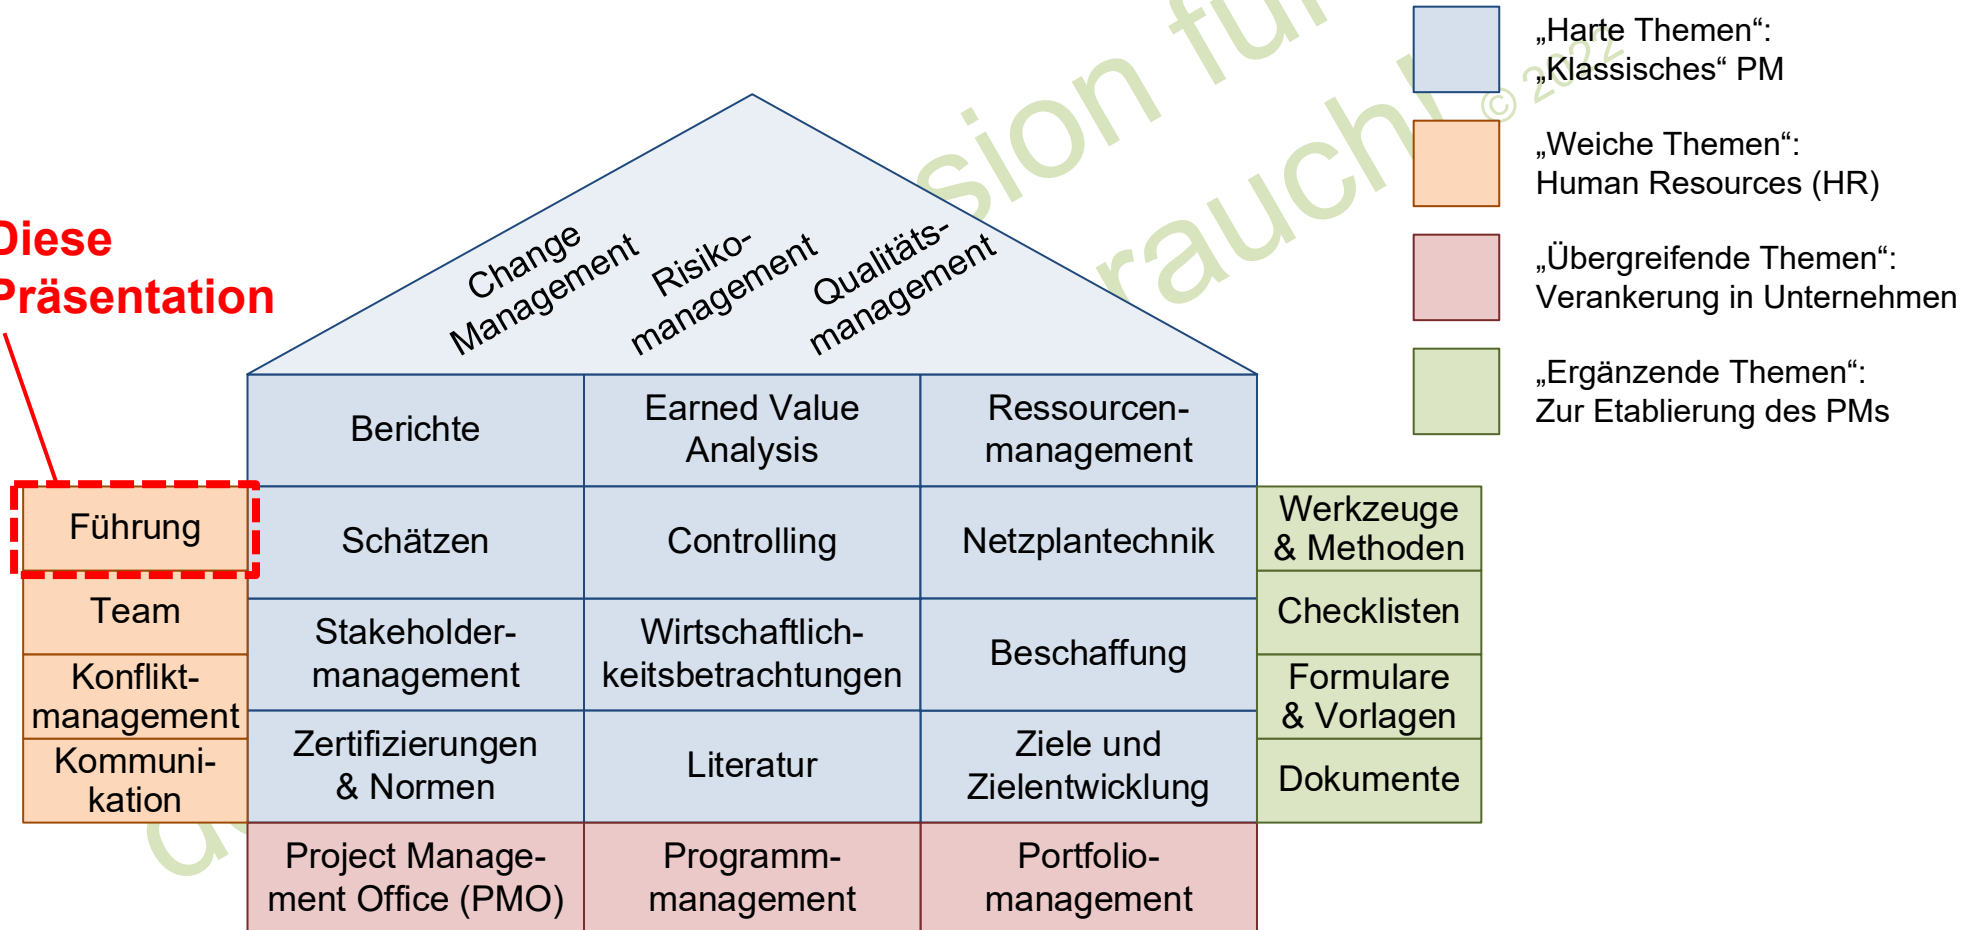 „Harte Themen“:
„Klassisches“ PM
„Weiche Themen“:
Human Resources (HR)
„Übergreifende Themen“:
Verankerung in Unternehmen
„Ergänzende Themen“:
Zur Etablierung des PMs
© 2022
Diese
Präsentation
Change
Management
Risiko-
management
Qualitäts-
management
Berichte
Earned Value
Analysis
Ressourcen-
management
Führung
Schätzen
Controlling
Netzplantechnik
Werkzeuge
& Methoden
Team
Stakeholder-
management
Wirtschaftlich-
keitsbetrachtungen
Beschaffung
Checklisten
Konflikt-
management
Formulare
& Vorlagen
Kommuni-
kation
Zertifizierungen
& Normen
Literatur
Ziele und
Zielentwicklung
Dokumente
Project Manage-
ment Office (PMO)
Programm-
management
Portfolio-
management